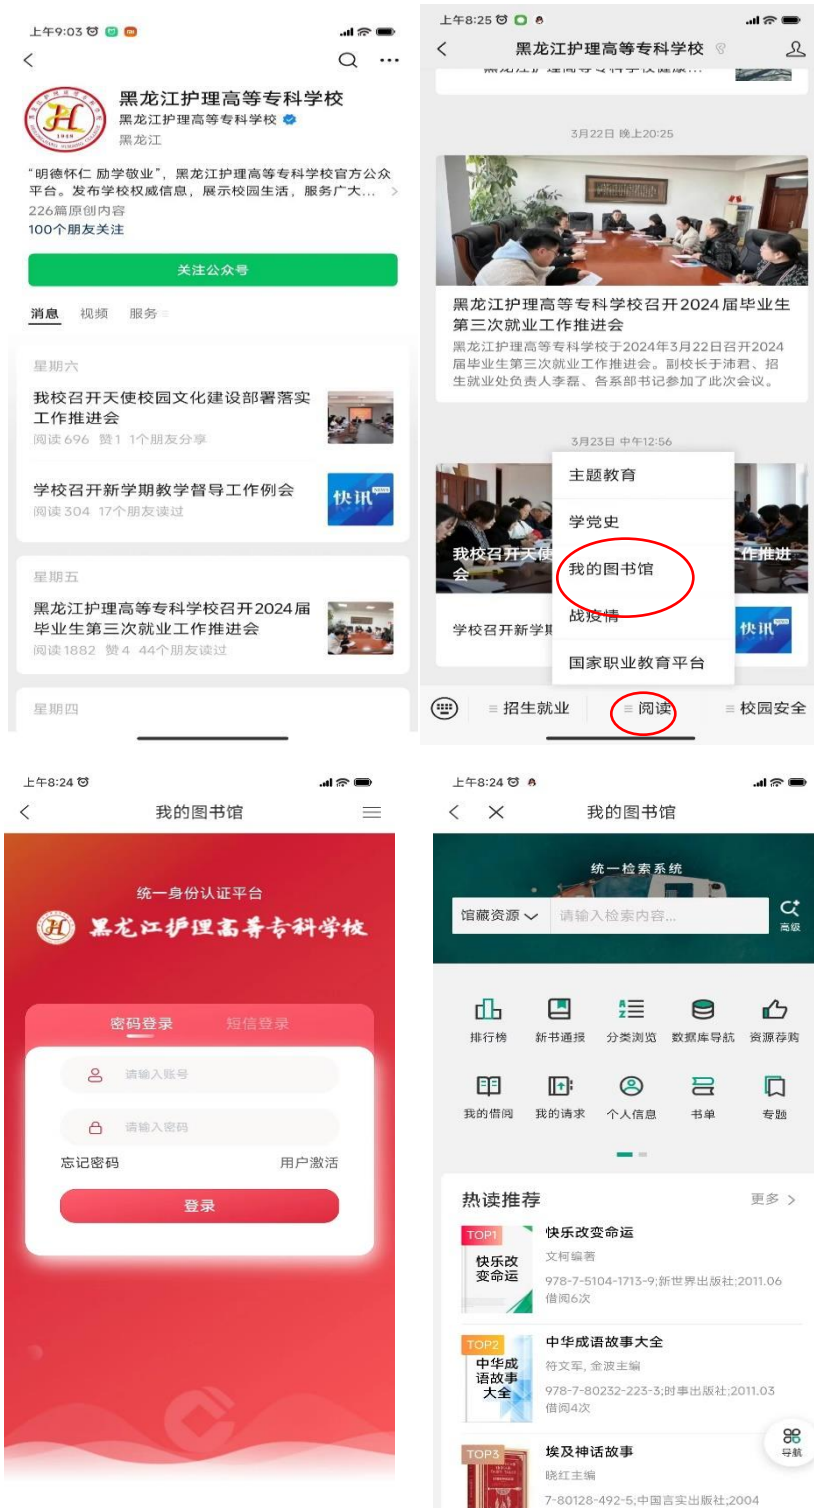 上午9:03
黑龙江护理高等专科学校
黑龙江护理高等专科学校
黑龙江
“明德怀仁 励学敬业”，黑龙江护理高等专科学校官方公众
平台。发布学校权威信息，展示校园生活，服务广大...
226篇原创内容
100个朋友关注
关注公众号
消息 视频 服务
星期六
我校召开天使校园文化建设部署落实
工作推进会
阅读 696 赞 1 1个朋友分享
学校召开新学期教学督导工作例会
阅读 304 17个朋友读过
快讯
星期五
黑龙江护理高等专科学校召开2024届
毕业生第三次就业工作推进会
阅读 1882 赞 4 44个朋友读过
星期四
上午8:25
黑龙江护理高等专科学校
3月22日 晚上20:25
黑龙江护理高等专科学校召开2024届毕业生
第三次就业工作推进会
黑龙江护理高等专科学校于2024年3月22日召开2024
届毕业生第三次就业工作推进会。副校长于沛君、招
生就业处负责人李磊、各系部书记参加了此次会议。
3月23日 中午12:56
主题教育
学党史
我的图书馆
战疫情
国家职业教育平台
我校召开天使
工作推进
会
学校召开新学期
快讯
招生就业 阅读 校园安全
上午8:24
我的图书馆
统一身份认证平台
黑龙江护理高等专科学校
密码登录 短信登录
请输入账号
请输入密码
忘记密码 用户激活
登录
上午8:24
我的图书馆
统一检索系统
馆藏资源 请输入检索内容...
高级
排行榜 新书通报 分类浏览 数据库导航 资源荐购
我的借阅 我的请求 个人信息 书单 专题
热读推荐 更多
TOP1
快乐改
变命运
快乐改变命运
文柯编著
978-7-5104-1713-9;新世界出版社;2011.06
借阅6次
TOP2
中华成
语故事
大全
中华成语故事大全
符文军, 金波主编
978-7-80232-223-3;时事出版社;2011.03
借阅4次
导航
TOP3
埃及神话故事
晓红主编
7-80128-492-5;中国言实出版社;2004